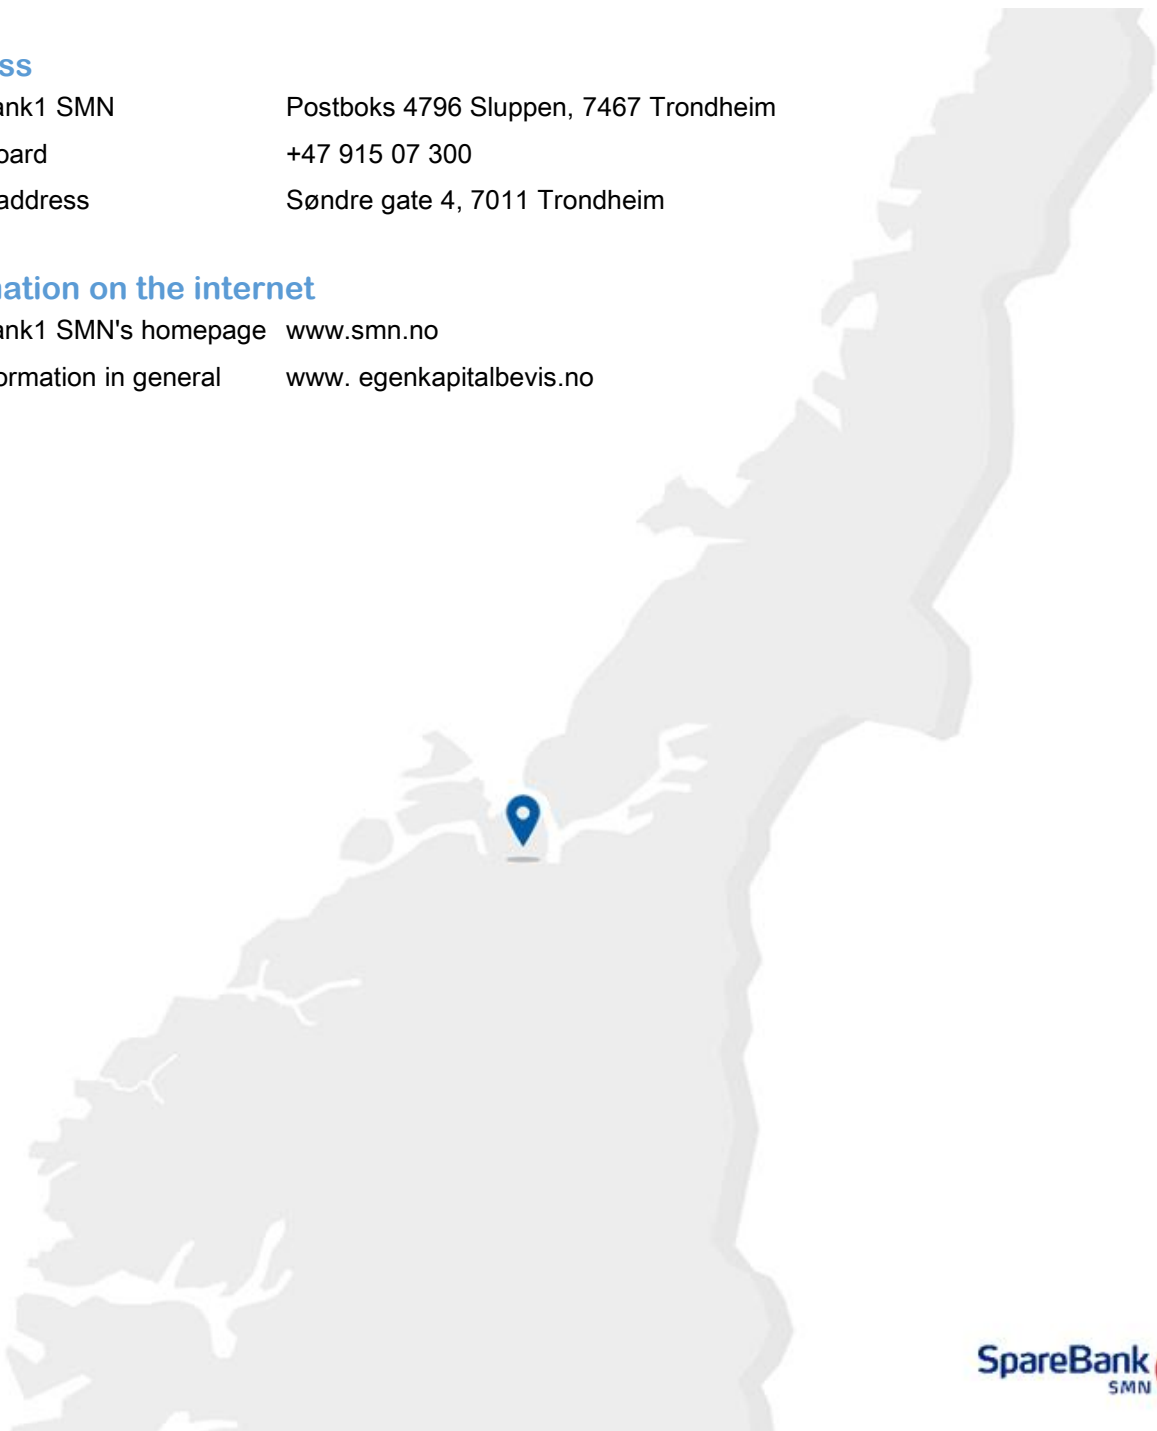 ss
ank1 SMN Postboks 4796 Sluppen, 7467 Trondheim
oard +47 915 07 300
address Søndre gate 4, 7011 Trondheim
ation on the internet
ank1 SMN's homepage www.smn.no
ormation in general www. egenkapitalbevis.no
SpareBank
SMN